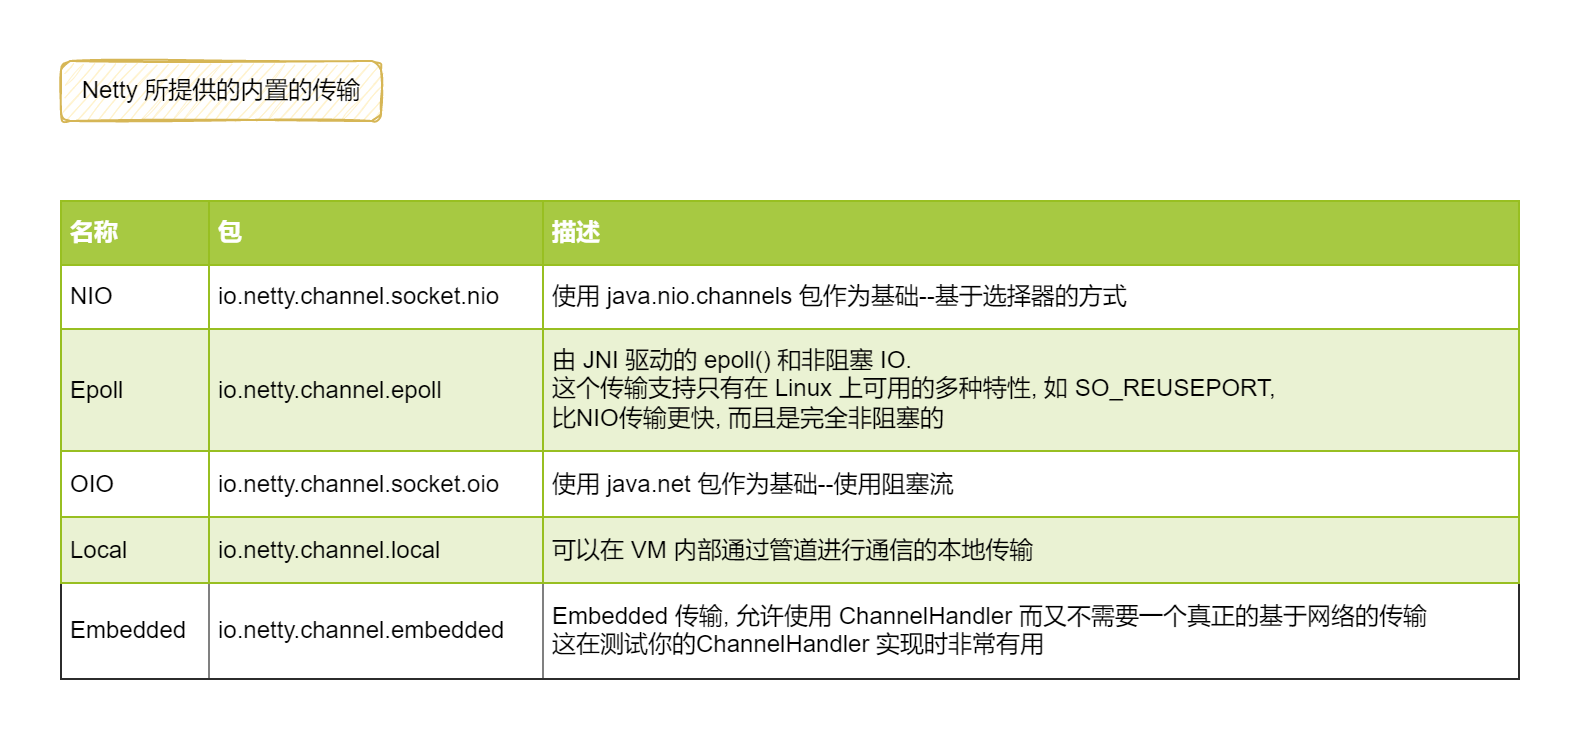 Netty 所提供的内置的传输
名称 包 描述
NIO io.netty.channel.socket.nio 使用 java.nio.channels 包作为基础--基于选择器的方式
Epoll io.netty.channel.epoll 由 JNI 驱动的 epoll() 和非阻塞 IO.
这个传输支持只有在 Linux 上可用的多种特性, 如 SO_REUSEPORT,
比NIO传输更快, 而且是完全非阻塞的
OIO io.netty.channel.socket.oio 使用 java.net 包作为基础--使用阻塞流
Local io.netty.channel.local 可以在 VM 内部通过管道进行通信的本地传输
Embedded io.netty.channel.embedded Embedded 传输, 允许使用 ChannelHandler 而又不需要一个真正的基于网络的传输
这在测试你的ChannelHandler 实现时非常有用